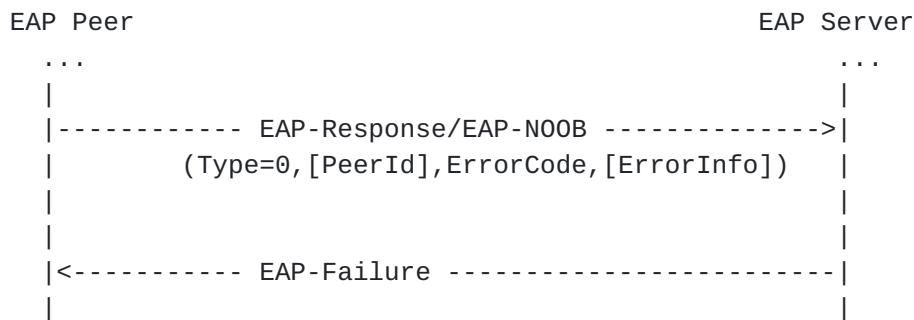 EAP Peer                                          EAP Server
  ...                                                ...
  |                                                  |
  |------------ EAP-Response/EAP-NOOB -------------->|
  |        (Type=0,[PeerId],ErrorCode,[ErrorInfo])   |
  |                                                  |
  |                                                  |
  |<----------- EAP-Failure -------------------------|
  |                                                  |